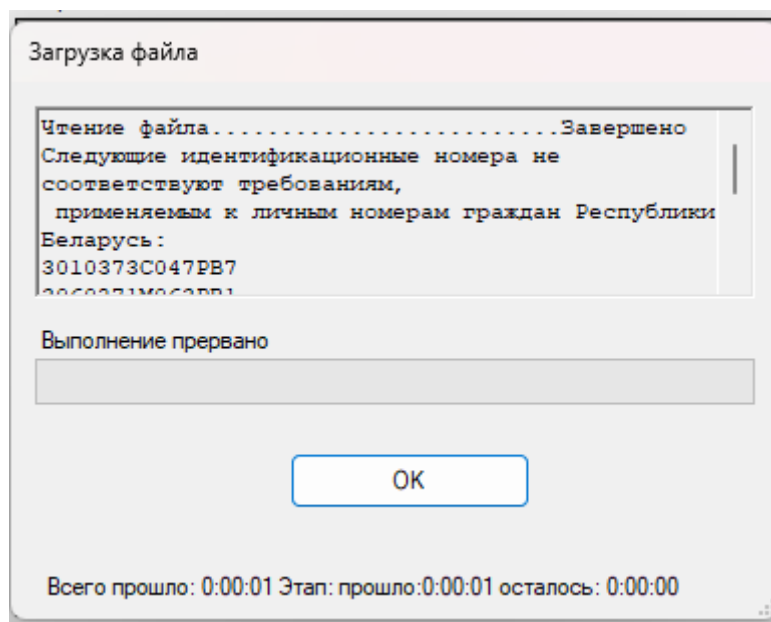 Загрузка файла
Чтение файла.........................Завершено
Следующие идентификационные номера не
соответствуют требованиям,
применяемым к личным номерам граждан Республики
Беларусь:
3010373C047PB7
Выполнение прервано
OK
Всего прошло: 0:00:01 Этап: прошло:0:00:01 осталось: 0:00:00